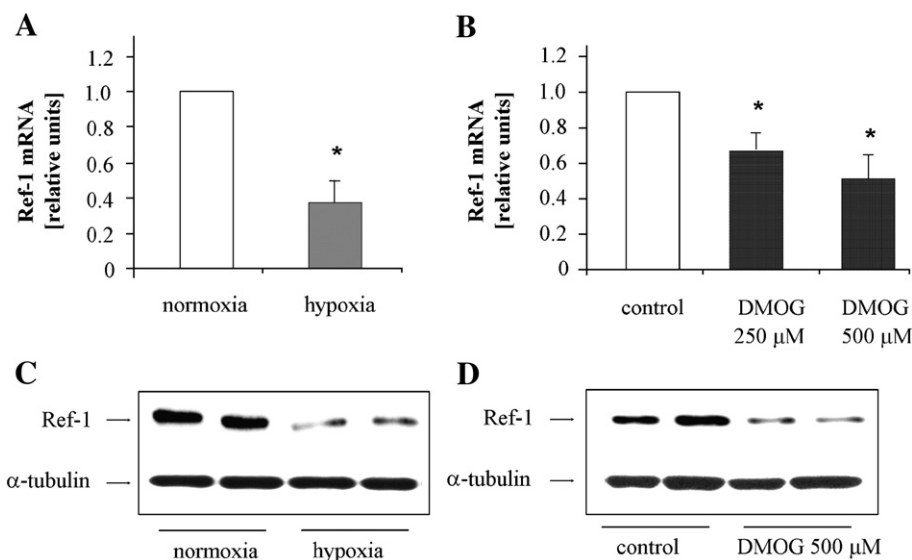 A
Ref-1 mRNA
[relative units]
1.2
1.0
0.8
0.6
0.4
0.2
0
*
normoxia
hypoxia
B
Ref-1 mRNA
[relative units]
1.2
1.0
0.8
0.6
0.4
0.2
0
*
*
control
DMOG
250 μM
DMOG
500 μM
C
Ref-1
α-tubulin
normoxia
hypoxia
D
Ref-1
α-tubulin
control
DMOG 500 μM